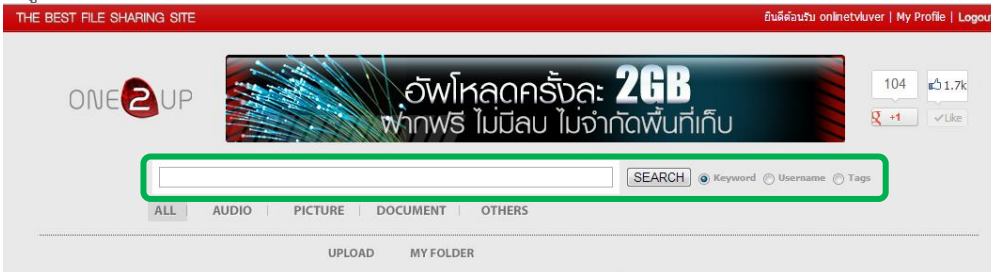 THE BEST FILE SHARING SITE
ยินดีต้อนรับ onlinetvluver | My Profile | Logou
ONE2UP
อัพโหลดครั้งละ 2GB
ฟากฟรี ไม่มีลบ ไม่จำกัดพื้นที่เก็บ
104
1.7k
+1
Like
SEARCH Keyword Username Tags
ALL | AUDIO | PICTURE | DOCUMENT | OTHERS
UPLOAD MY FOLDER